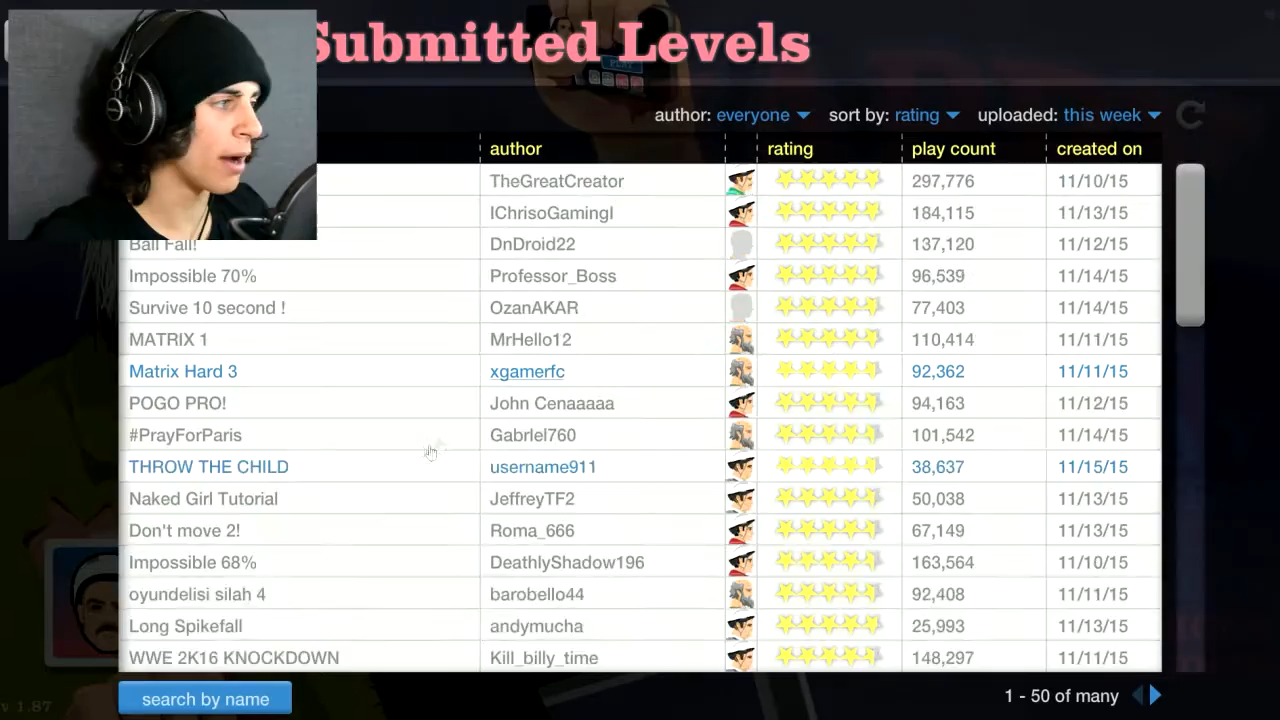 Submitted Levels
PLAY
author: everyone sort by: rating uploaded: this week
author rating play count created on
TheGreatCreator 297,776 11/10/15
IChrisoGamingI 184,115 11/13/15
Ball Fall! DnDroid22 137,120 11/12/15
Impossible 70% Professor_Boss 96,539 11/14/15
Survive 10 second ! OzanAKAR 77,403 11/14/15
MATRIX 1 MrHello12 110,414 11/11/15
Matrix Hard 3 xgamerfc 92,362 11/11/15
POGO PRO! John Cenaaaaa 94,163 11/12/15
#PrayForParis Gabrlel760 101,542 11/14/15
THROW THE CHILD username911 38,637 11/15/15
Naked Girl Tutorial JeffreyTF2 50,038 11/13/15
Don't move 2! Roma_666 67,149 11/13/15
Impossible 68% DeathlyShadow196 163,564 11/10/15
oyundelisi silah 4 barobello44 92,408 11/11/15
Long Spikefall andymucha 25,993 11/13/15
WWE 2K16 KNOCKDOWN Kill_billy_time 148,297 11/11/15
search by name 1 - 50 of many
v 1.87